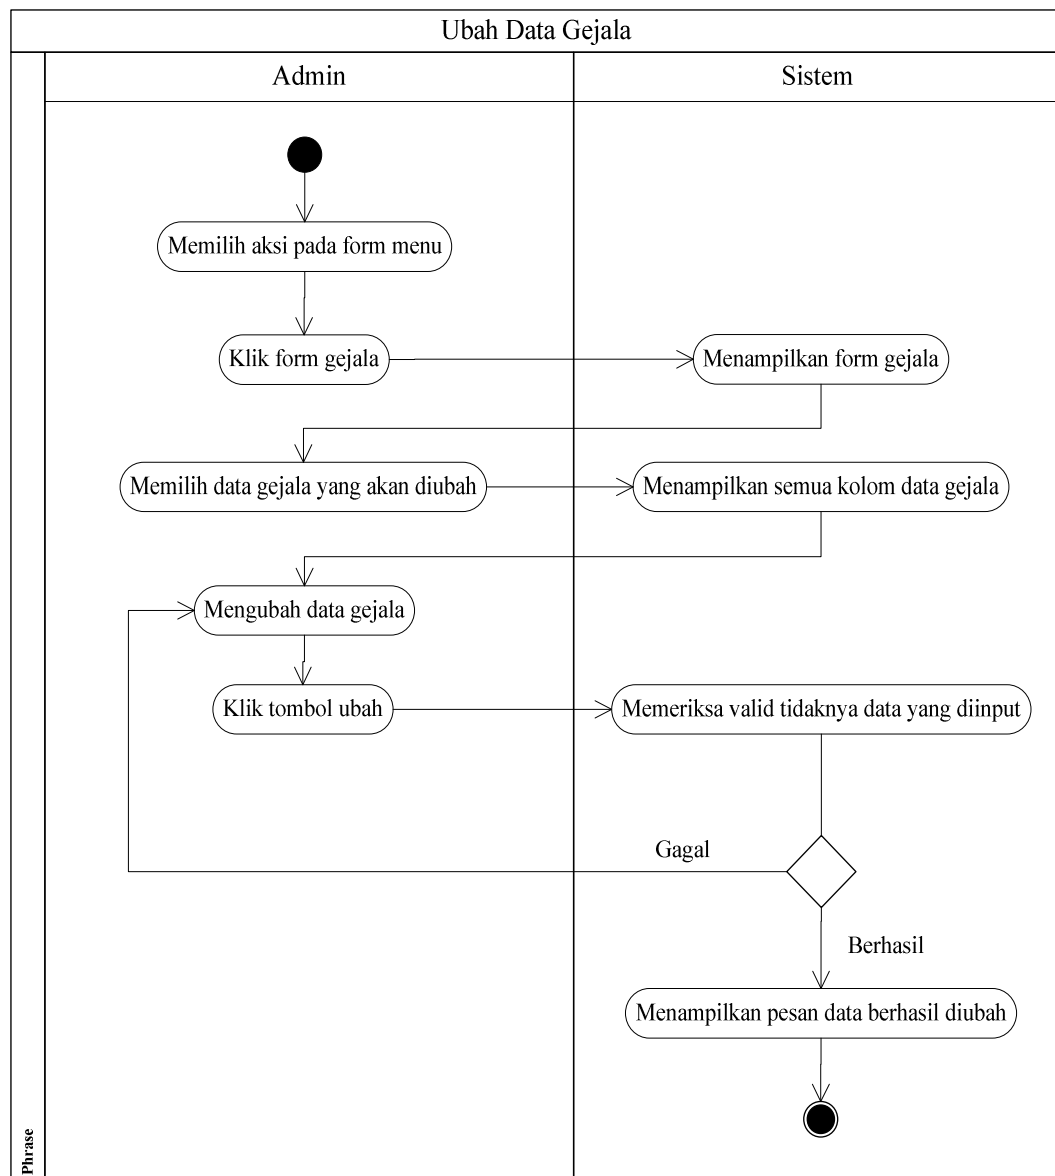 Ubah Data Gejala
Admin
Sistem
Memilih aksi pada form menu
Klik form gejala
Menampilkan form gejala
Memilih data gejala yang akan diubah
Menampilkan semua kolom data gejala
Mengubah data gejala
Klik tombol ubah
Memeriksa valid tidaknya data yang diinput
Gagal
Berhasil
Menampilkan pesan data berhasil diubah
Phrase